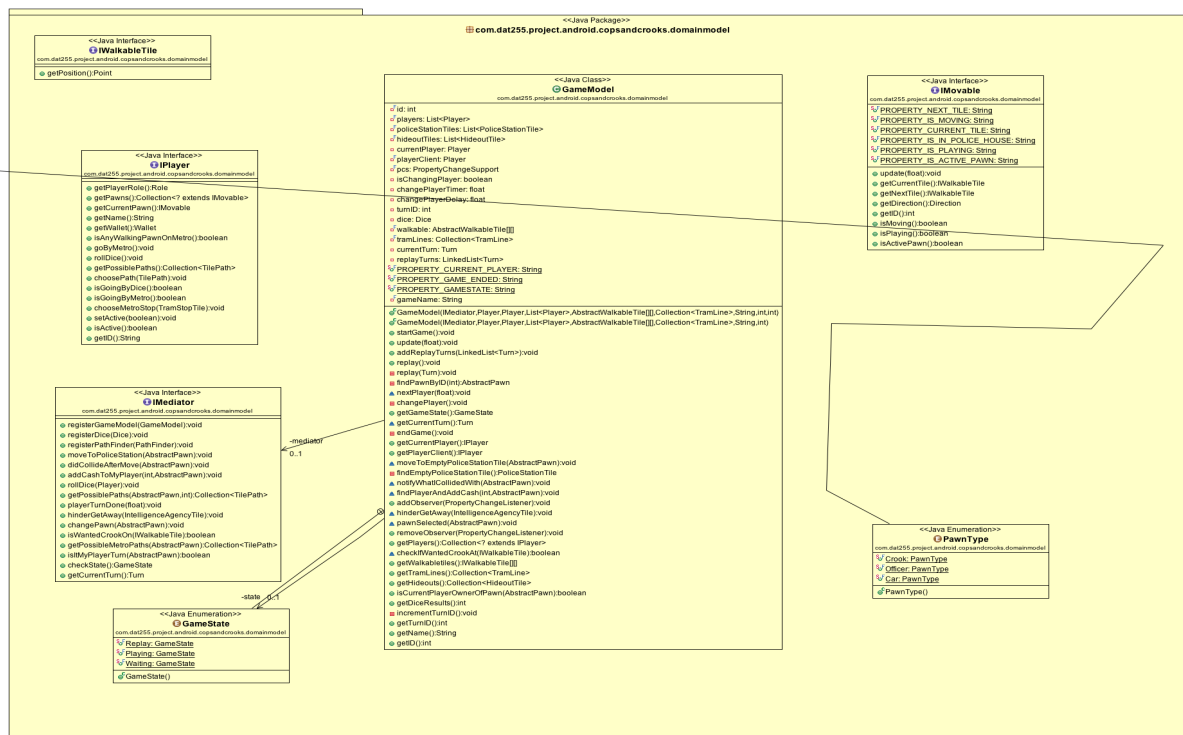 <<Java Package>>
com.dat255.project.android.copsandcrooks.domainmodel
<<Java Interface>>
IWalkableTile
com.dat255.project.android.copsandcrooks.domainmodel
getPosition():Point
<<Java Interface>>
IPlayer
com.dat255.project.android.copsandcrooks.domainmodel
getPlayerRole():Role
getPawns():Collection<? extends IMovable>
getCurrentPawn():IMovable
getName():String
getWallet():Wallet
isAnyWalkingPawnOnMetro():boolean
goByMetro():void
rollDice():void
getPossiblePaths():Collection<TilePath>
choosePath(TilePath):void
isGoingByDice():boolean
isGoingByMetro():boolean
chooseMetroStop(TramStopTile):void
setActive(boolean):void
isActive():boolean
getID():String
<<Java Interface>>
IMediator
com.dat255.project.android.copsandcrooks.domainmodel
registerGameModel(GameModel):void
registerDice(Dice):void
registerPathFinder(PathFinder):void
moveToPoliceStation(AbstractPawn):void
didCollideAfterMove(AbstractPawn):void
addCashToMyPlayer(int,AbstractPawn):void
rollDice(Player):void
getPossiblePaths(AbstractPawn,int):Collection<TilePath>
playerTurnDone(float):void
hinderGetAway(IntelligenceAgencyTile):void
changePawn(AbstractPawn):void
isWantedCrookOn(IWalkableTile):boolean
getPossibleMetroPaths(AbstractPawn):Collection<TilePath>
isItMyPlayerTurn(AbstractPawn):boolean
checkState():GameState
getCurrentTurn():Turn
-mediator
0..1
-state
0..1
<<Java Enumeration>>
GameState
com.dat255.project.android.copsandcrooks.domainmodel
Replay: GameState
Playing: GameState
Waiting: GameState
GameState()
<<Java Class>>
GameModel
com.dat255.project.android.copsandcrooks.domainmodel
id: int
players: List<Player>
policeStationTiles: List<PoliceStationTile>
hideoutTiles: List<HideoutTile>
currentPlayer: Player
playerClient: Player
pcs: PropertyChangeSupport
isChangingPlayer: boolean
changePlayerTimer: float
changePlayerDelay: float
turnID: int
dice: Dice
walkable: AbstractWalkableTile[][]
tramLines: Collection<TramLine>
currentTurn: Turn
replayTurns: LinkedList<Turn>
PROPERTY_CURRENT_PLAYER: String
PROPERTY_GAME_ENDED: String
PROPERTY_GAMESTATE: String
gameName: String
GameModel(IMediator,Player,Player,List<Player>,AbstractWalkableTile[][],Collection<TramLine>,String,int,int)
GameModel(IMediator,Player,Player,List<Player>,AbstractWalkableTile[][],Collection<TramLine>,String,int)
startGame():void
update(float):void
addReplayTurns(LinkedList<Turn>):void
replay():void
replay(Turn):void
findPawnByID(int):AbstractPawn
nextPlayer(float):void
changePlayer():void
getGameState():GameState
getCurrentTurn():Turn
endGame():void
getCurrentPlayer():IPlayer
getPlayerClient():IPlayer
moveToEmptyPoliceStationTile(AbstractPawn):void
findEmptyPoliceStationTile():PoliceStationTile
notifyWhatICollidedWith(AbstractPawn):void
findPlayerAndAddCash(int,AbstractPawn):void
addObserver(PropertyChangeListener):void
hinderGetAway(IntelligenceAgencyTile):void
pawnSelected(AbstractPawn):void
removeObserver(PropertyChangeListener):void
getPlayers():Collection<? extends IPlayer>
checkIfWantedCrookAt(IWalkableTile):boolean
getWalkabletiles():IWalkableTile[][]
getTramLines():Collection<TramLine>
getHideouts():Collection<HideoutTile>
isCurrentPlayerOwnerOfPawn(AbstractPawn):boolean
getDiceResults():int
incrementTurnID():void
getTurnID():int
getName():String
getID():int
<<Java Interface>>
IMovable
com.dat255.project.android.copsandcrooks.domainmodel
PROPERTY_NEXT_TILE: String
PROPERTY_IS_MOVING: String
PROPERTY_CURRENT_TILE: String
PROPERTY_IS_IN_POLICE_HOUSE: String
PROPERTY_IS_PLAYING: String
PROPERTY_IS_ACTIVE_PAWN: String
update(float):void
getCurrentTile():IWalkableTile
getNextTile():IWalkableTile
getDirection():Direction
getID():int
isMoving():boolean
isPlaying():boolean
isActivePawn():boolean
<<Java Enumeration>>
PawnType
com.dat255.project.android.copsandcrooks.domainmodel
Crook: PawnType
Officer: PawnType
Car: PawnType
PawnType()